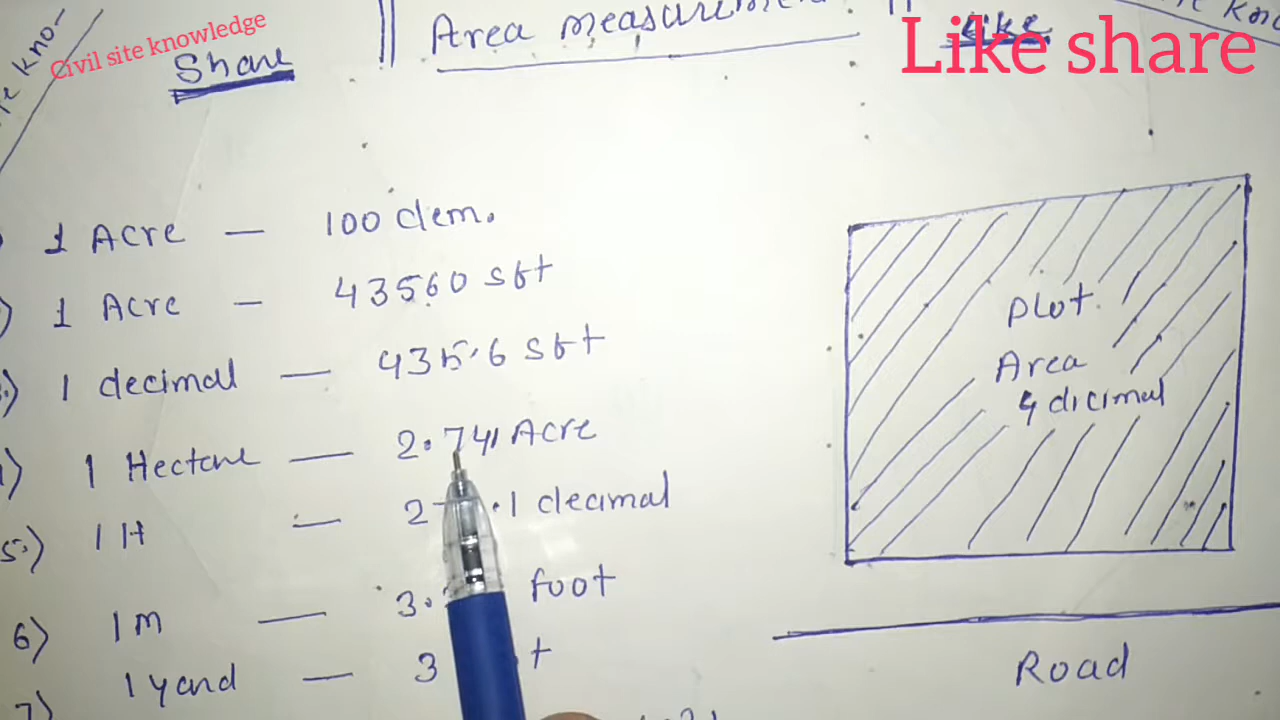 Civil site knowledge
Share
Area measurement
Like
Like share
1 Acre — 100 dem.
1 Acre — 43560 sft
1 decimal — 435.6 sft
1 Hectare — 2.741 Acre
5.) 1 H — .1 decimal
6) 1 m — 3. foot
7) 1 yard — 3 t
Plot.
Area
4 dicimal
Road